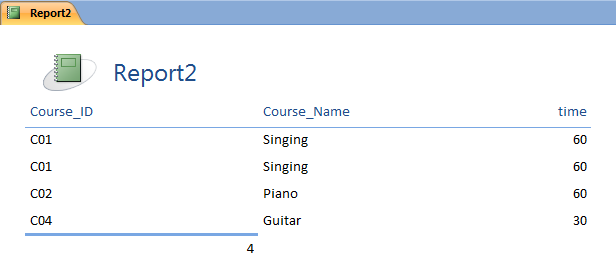 Report2
Report2
Course_ID Course_Name time
C01 Singing 60
C01 Singing 60
C02 Piano 60
C04 Guitar 30
4